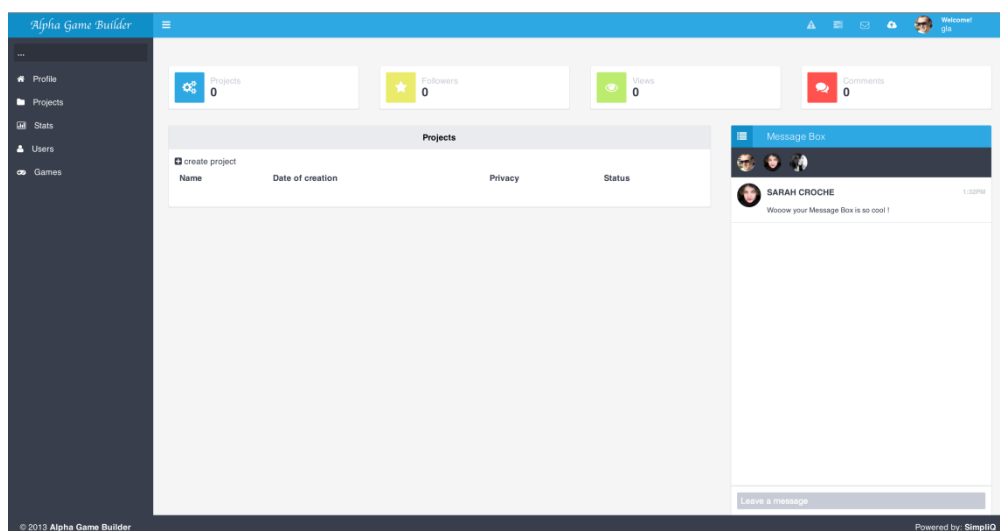 Alpha Game Builder
Welcome!
gla
...
Profile
Projects
Stats
Users
Games
Projects
0
Followers
0
Views
0
Comments
0
Projects
create project
Name Date of creation Privacy Status
Message Box
SARAH CROCHE 1:32PM
Wooow your Message Box is so cool !
Leave a message
© 2013 Alpha Game Builder
Powered by: SimpliQ